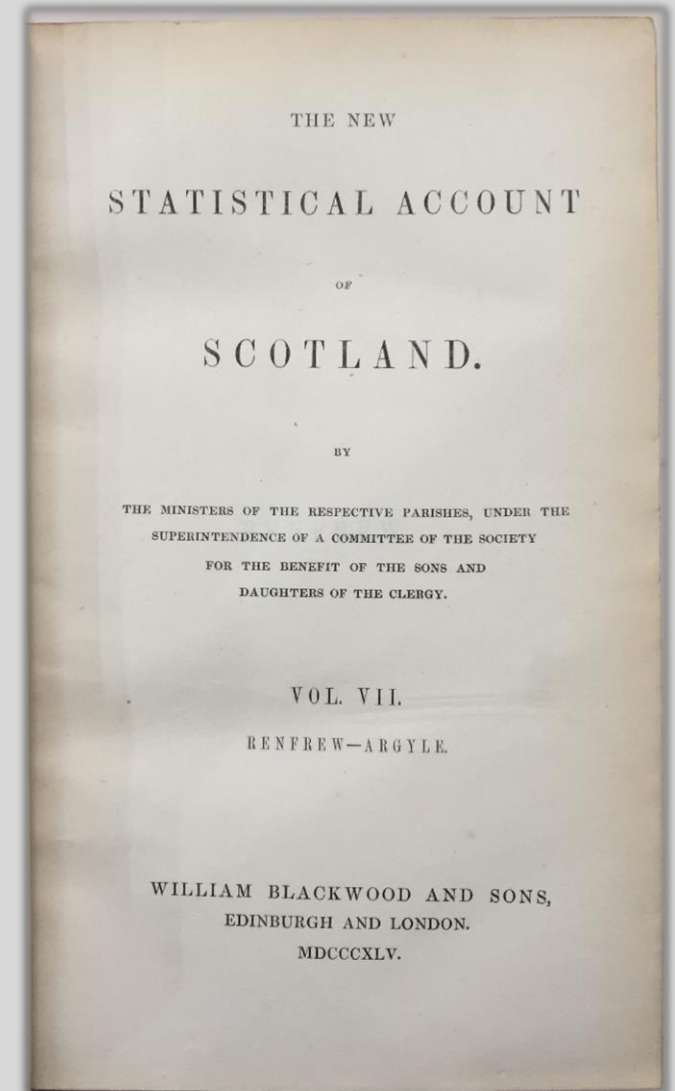 THE NEW
STATISTICAL ACCOUNT
OF
SCOTLAND.
BY
THE MINISTERS OF THE RESPECTIVE PARISHES, UNDER THE
SUPERINTENDENCE OF A COMMITTEE OF THE SOCIETY
FOR THE BENEFIT OF THE SONS AND
DAUGHTERS OF THE CLERGY.
VOL. VII.
RENFREW—ARGYLE.
WILLIAM BLACKWOOD AND SONS,
EDINBURGH AND LONDON.
MDCCCXLV.